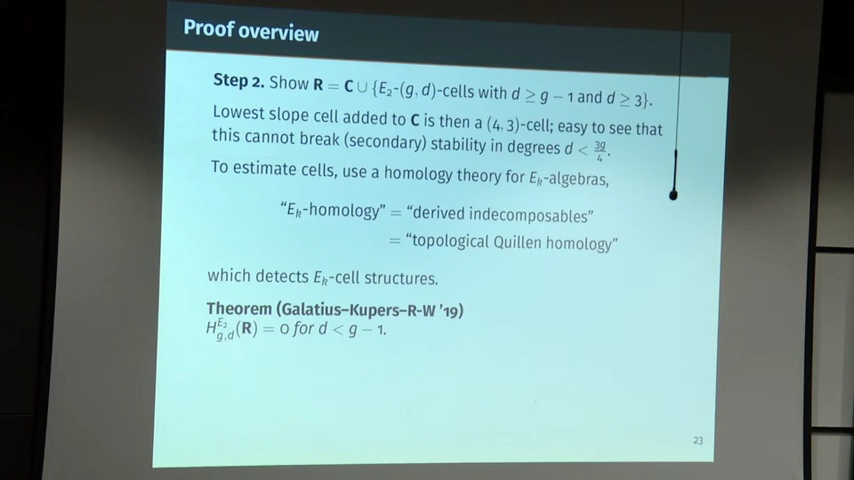 Proof overview
Step 2. Show R = C ∪ {E₂-(g, d)-cells with d ≥ g − 1 and d ≥ 3}.
Lowest slope cell added to C is then a (4, 3)-cell; easy to see that
this cannot break (secondary) stability in degrees d < 3g/4.
To estimate cells, use a homology theory for Eₖ-algebras,
“Eₖ-homology” = “derived indecomposables”
= “topological Quillen homology”
which detects Eₖ-cell structures.
Theorem (Galatius–Kupers–R-W ’19)
H^{E₂}_{g,d}(R) = 0 for d < g − 1.
23